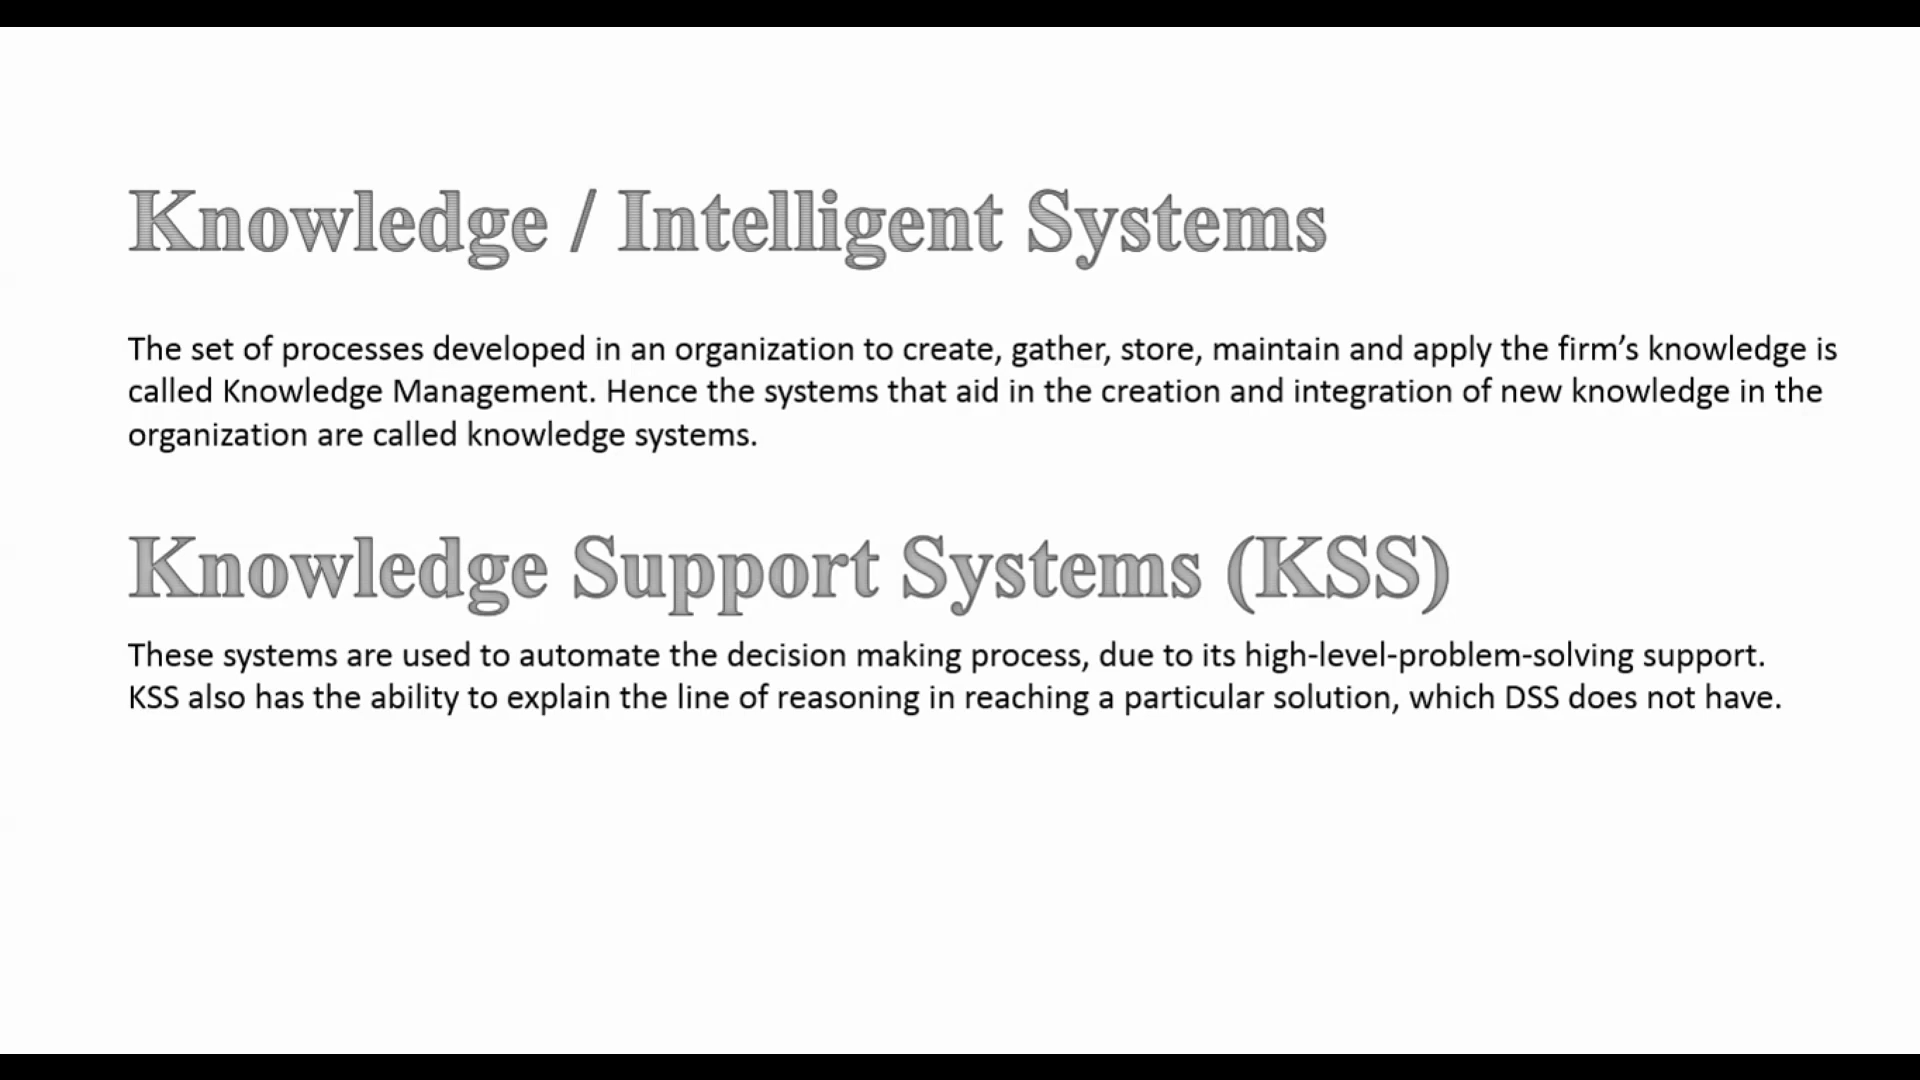 Knowledge / Intelligent Systems
The set of processes developed in an organization to create, gather, store, maintain and apply the firm’s knowledge is
called Knowledge Management. Hence the systems that aid in the creation and integration of new knowledge in the
organization are called knowledge systems.
Knowledge Support Systems (KSS)
These systems are used to automate the decision making process, due to its high-level-problem-solving support.
KSS also has the ability to explain the line of reasoning in reaching a particular solution, which DSS does not have.